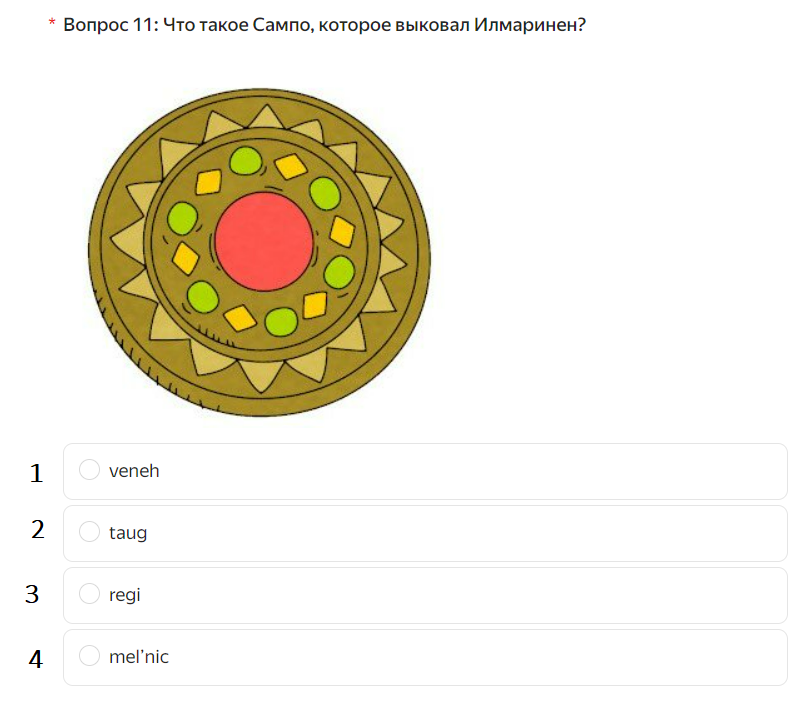 * Вопрос 11: Что такое Сампо, которое выковал Илмаринен?
1 veneh
2 taug
3 regi
4 mel'nic